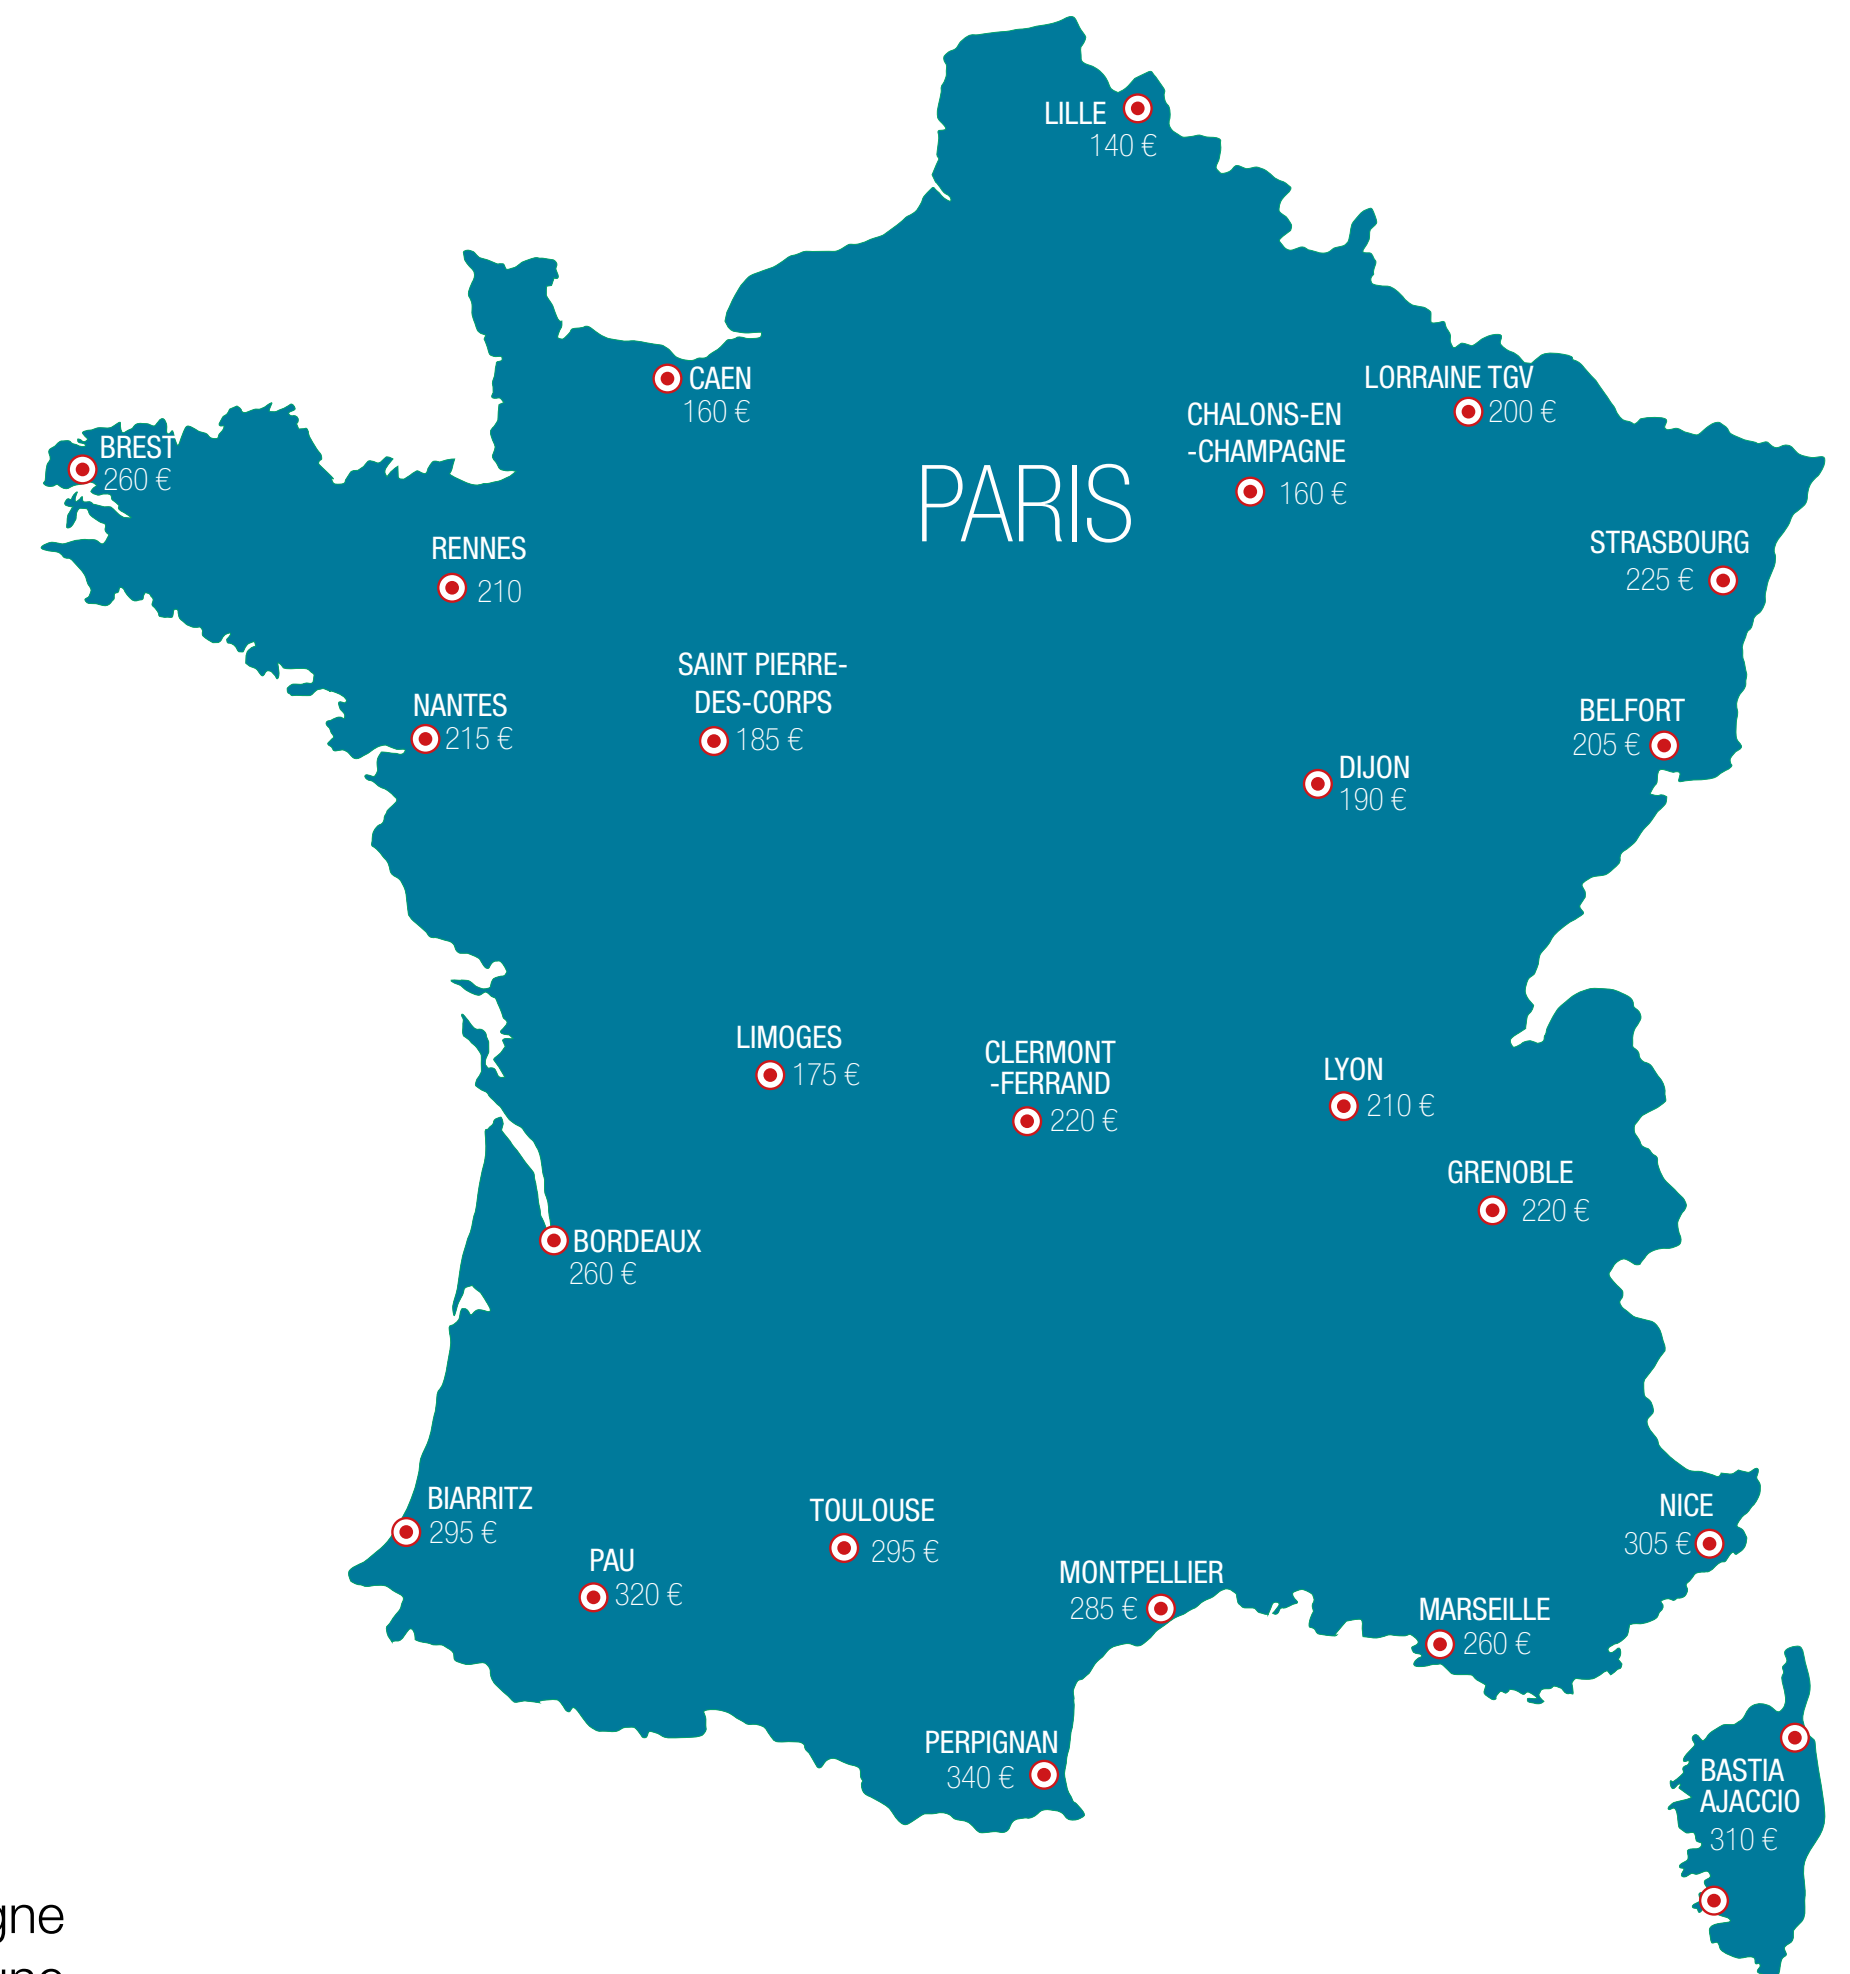 LILLE
140 €
CAEN
160 €
LORRAINE TGV
200 €
CHALONS-EN
-CHAMPAGNE
160 €
BREST
260 €
PARIS
RENNES
210
STRASBOURG
225 €
SAINT PIERRE-
DES-CORPS
185 €
NANTES
215 €
BELFORT
205 €
DIJON
190 €
LIMOGES
175 €
CLERMONT
-FERRAND
220 €
LYON
210 €
GRENOBLE
220 €
BORDEAUX
260 €
BIARRITZ
295 €
TOULOUSE
295 €
NICE
305 €
PAU
320 €
MONTPELLIER
285 €
MARSEILLE
260 €
PERPIGNAN
340 €
BASTIA
AJACCIO
310 €